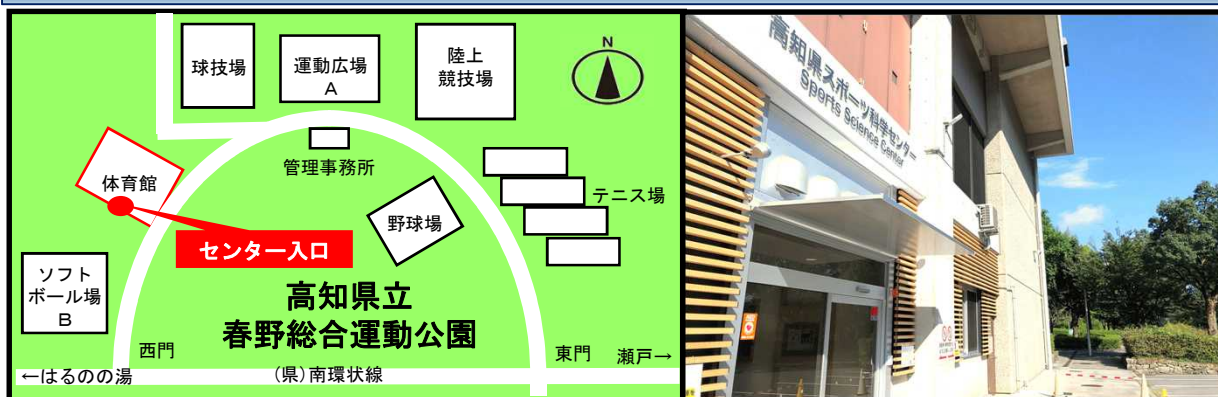 球技場
運動広場
A
陸上
競技場
N
管理事務所
体育館
テニス場
野球場
センター入口
ソフト
ボール場
B
高知県立
春野総合運動公園
西門
東門
瀬戸→
←はるのの湯
(県)南環状線
高知県スポーツ科学センター
Sports Science Center